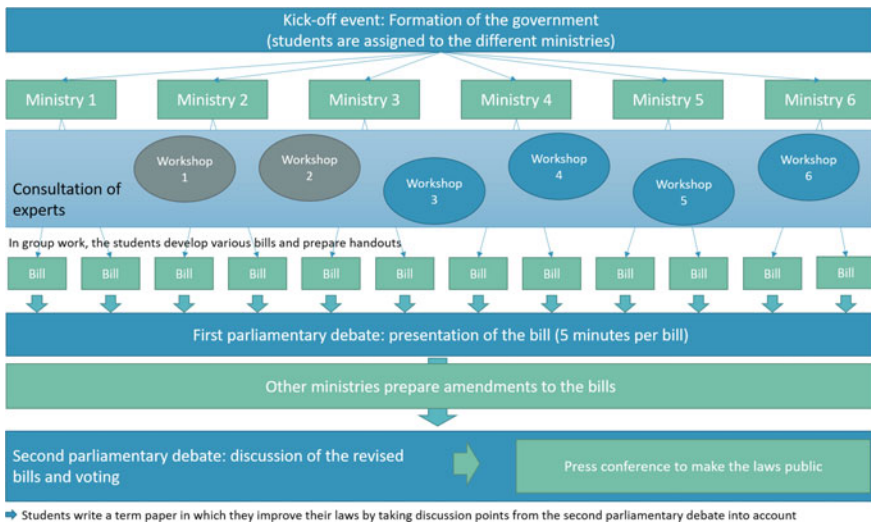 Kick-off event: Formation of the government
(students are assigned to the different ministries)
Ministry 1
Ministry 2
Ministry 3
Ministry 4
Ministry 5
Ministry 6
Consultation of
experts
Workshop
1
Workshop
2
Workshop
3
Workshop
4
Workshop
5
Workshop
6
In group work, the students develop various bills and prepare handouts
Bill
Bill
Bill
Bill
Bill
Bill
Bill
Bill
Bill
Bill
Bill
Bill
First parliamentary debate: presentation of the bill (5 minutes per bill)
Other ministries prepare amendments to the bills
Second parliamentary debate: discussion of the revised
bills and voting
Press conference to make the laws public
Students write a term paper in which they improve their laws by taking discussion points from the second parliamentary debate into account